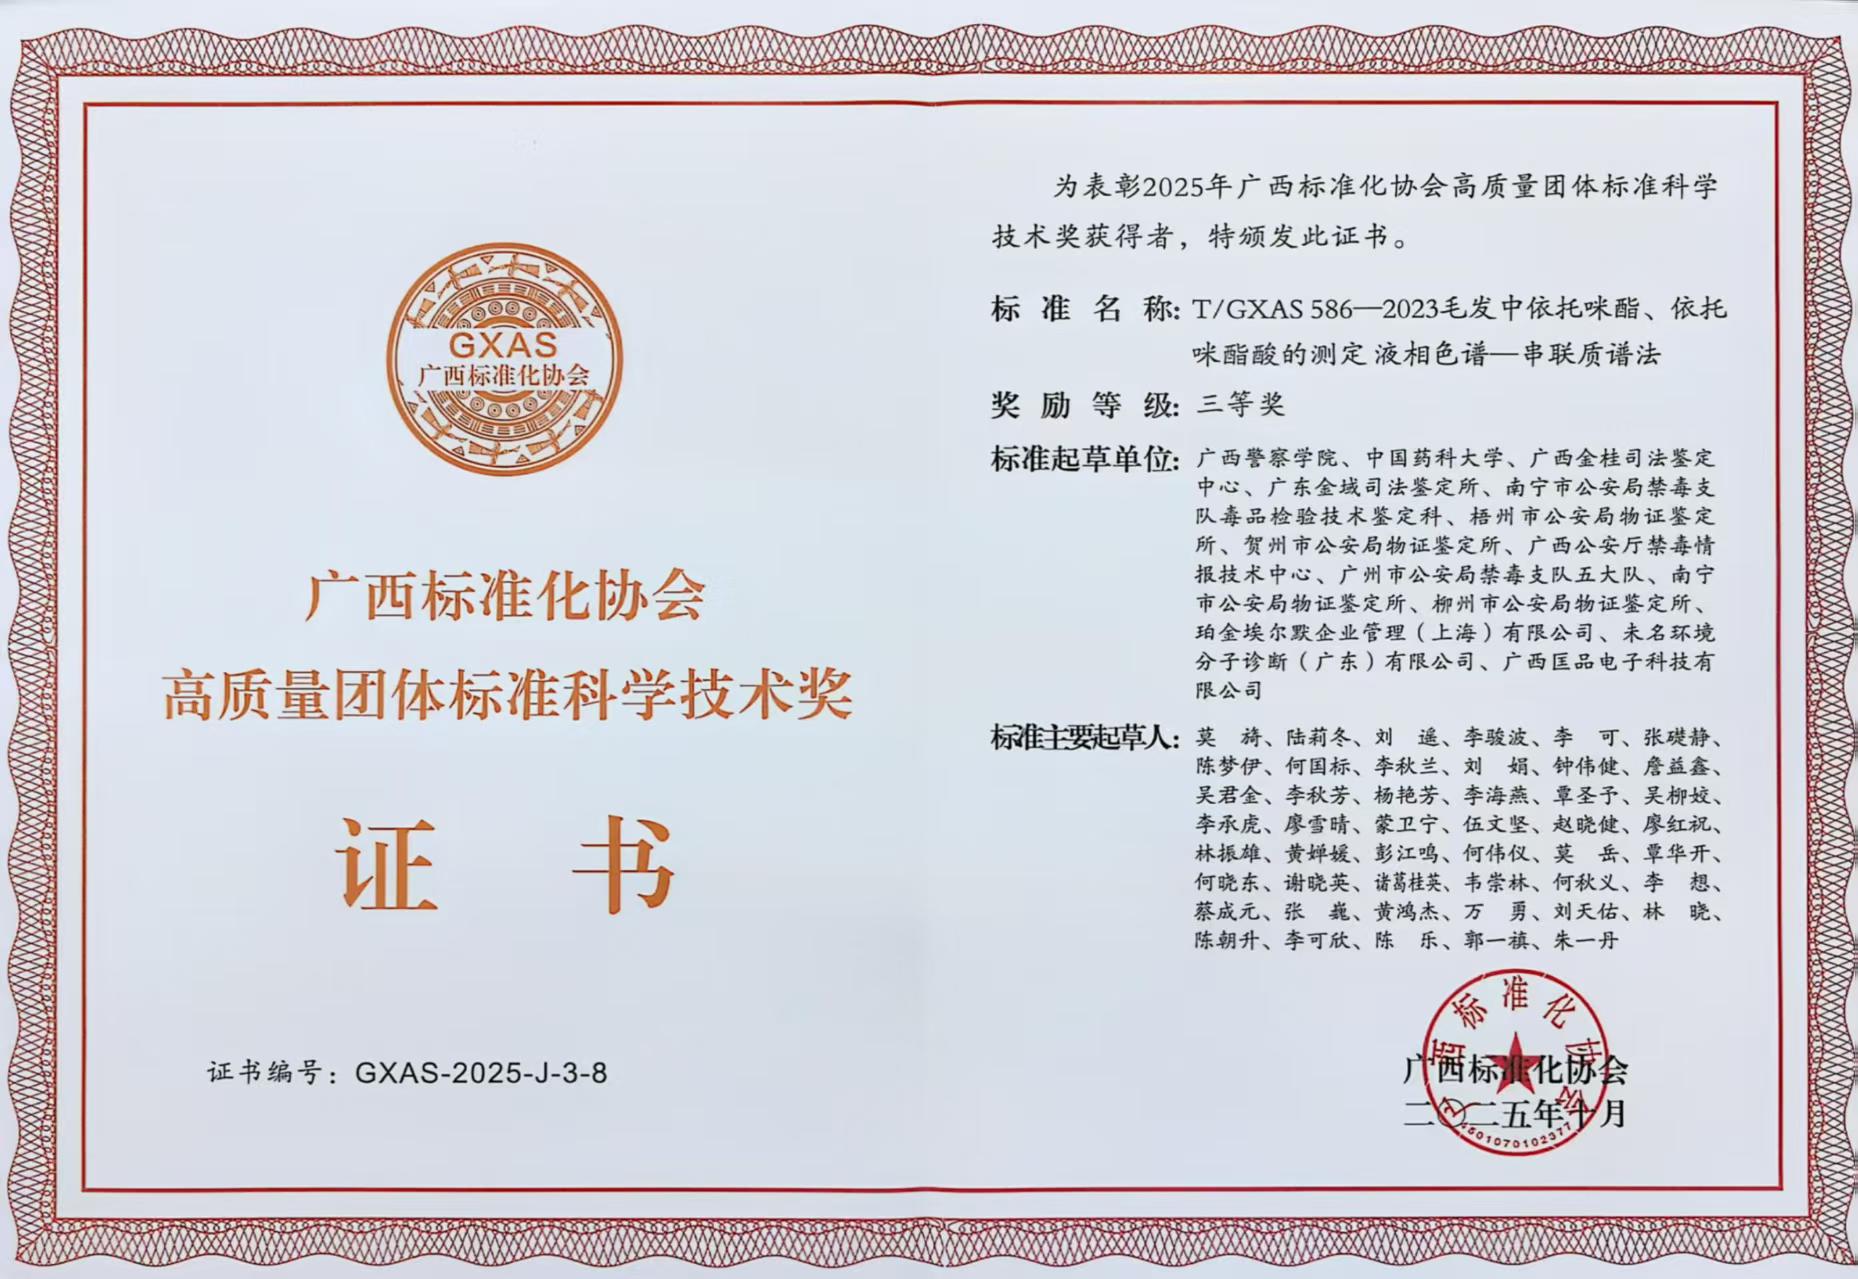 GXAS
广西标准化协会
广西标准化协会
高质量团体标准科学技术奖
证 书
证书编号：GXAS-2025-J-3-8
为表彰2025年广西标准化协会高质量团体标准科学
技术奖获得者，特颁发此证书。
标 准 名 称: T/GXAS 586—2023毛发中依托咪酯、依托
咪酯酸的测定 液相色谱—串联质谱法
奖 励 等 级: 三等奖
标准起草单位: 广西警察学院、中国药科大学、广西金桂司法鉴定
中心、广东金域司法鉴定所、南宁市公安局禁毒支
队毒品检验技术鉴定科、梧州市公安局物证鉴定
所、贺州市公安局物证鉴定所、广西公安厅禁毒情
报技术中心、广州市公安局禁毒支队五大队、南宁
市公安局物证鉴定所、柳州市公安局物证鉴定所、
珀金埃尔默企业管理（上海）有限公司、未名环境
分子诊断（广东）有限公司、广西匡品电子科技有
限公司
标准主要起草人: 莫 旖、陆莉冬、刘 遥、李骏波、李 可、张礎静、
陈梦伊、何国标、李秋兰、刘 娟、钟伟健、詹益鑫、
吴君金、李秋芳、杨艳芳、李海燕、覃圣予、吴柳姣、
李承虎、廖雪晴、蒙卫宁、伍文坚、赵晓健、廖红祝、
林振雄、黄婵媛、彭江鸣、何伟仪、莫 岳、覃华开、
何晓东、谢晓英、诸葛桂英、韦崇林、何秋义、李 想、
蔡成元、张 巍、黄鸿杰、万 勇、刘天佑、林 晓、
陈朝升、李可欣、陈 乐、郭一禛、朱一丹
广西标准化协会
二〇二五年十月
广西标准化协会
4501070102377